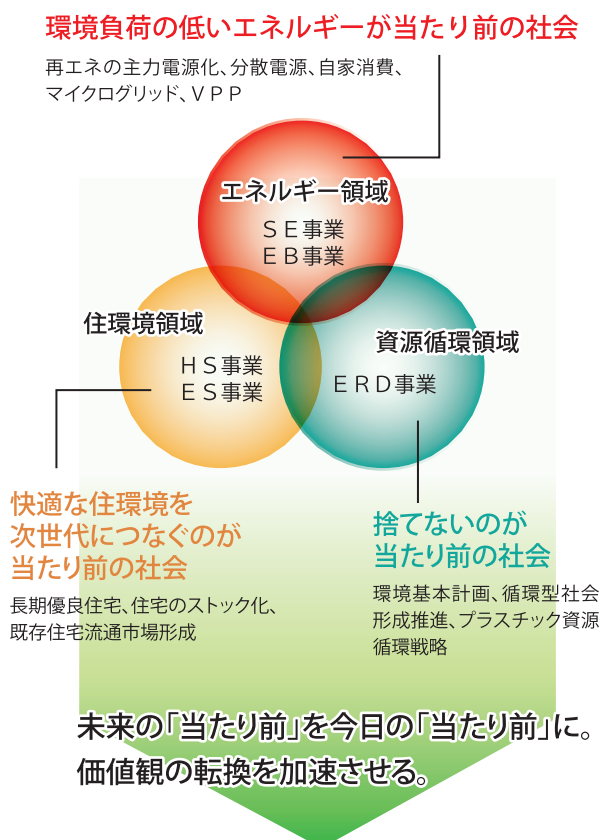 環境負荷の低いエネルギーが当たり前の社会
再エネの主力電源化、分散電源、自家消費、
マイクログリッド、ＶＰＰ
エネルギー領域
ＳＥ事業
ＥＢ事業
住環境領域
ＨＳ事業
ＥＳ事業
資源循環領域
ＥＲＤ事業
快適な住環境を
次世代につなぐのが
当たり前の社会
長期優良住宅、住宅のストック化、
既存住宅流通市場形成
捨てないのが
当たり前の社会
環境基本計画、循環型社会
形成推進、プラスチック資源
循環戦略
未来の「当たり前」を今日の「当たり前」に。
価値観の転換を加速させる。